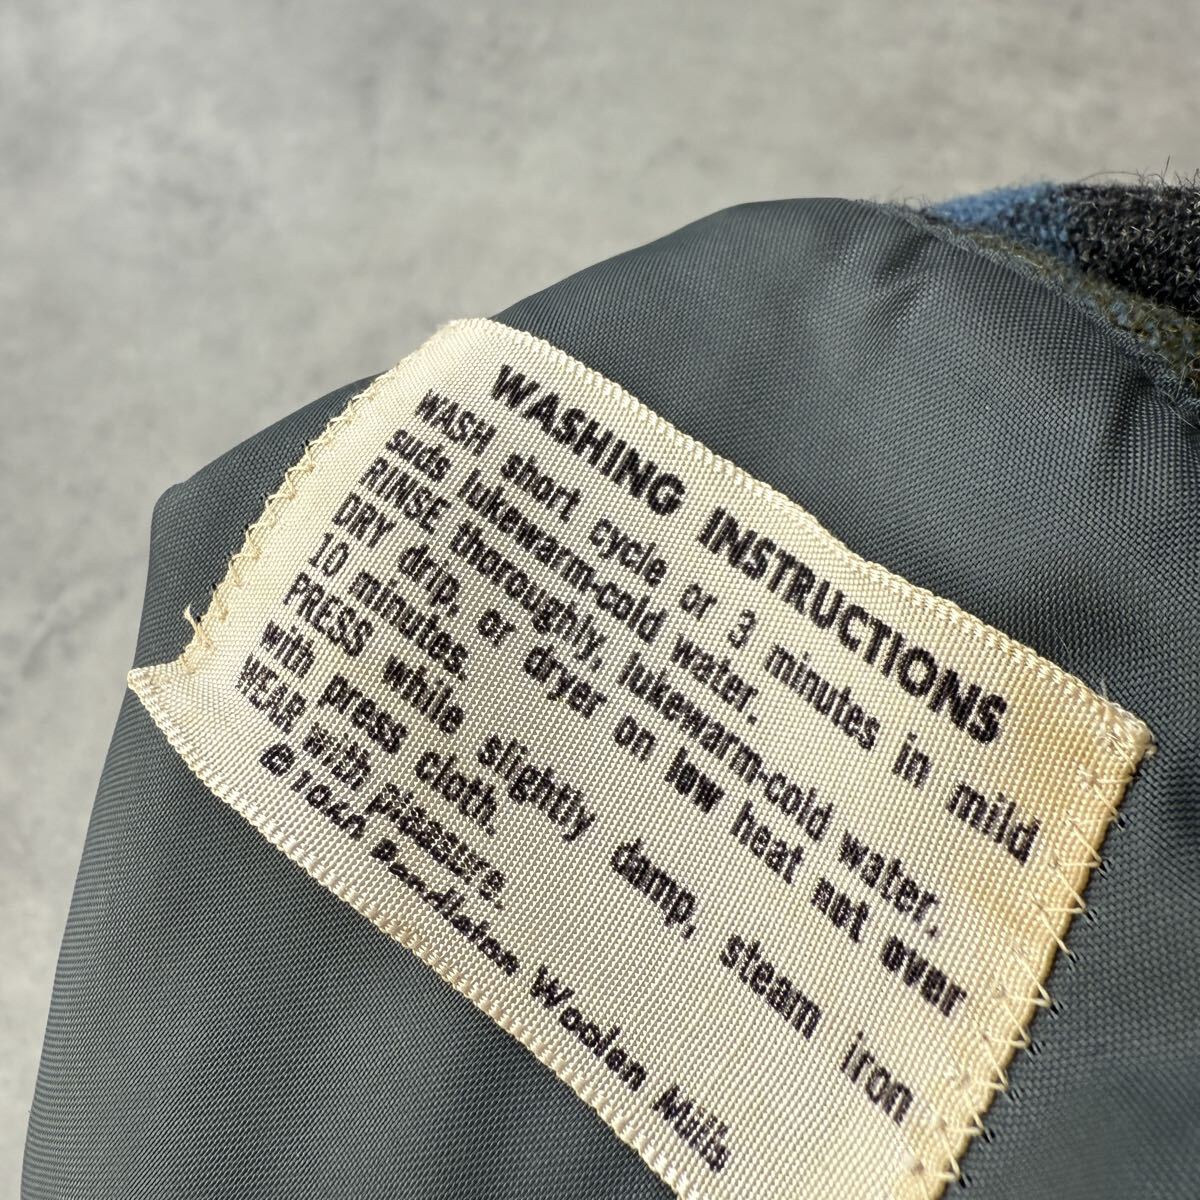 WASHING INSTRUCTIONS
WASH short cycle or 3 minutes in mild
suds lukewarm-cold water.
RINSE thoroughly, lukewarm-cold water.
DRY drip, or dryer on low heat not over
10 minutes.
PRESS while slightly damp, steam iron
with press cloth.
WEAR with pleasure.
© 1960 Pendleton Woolen Mills